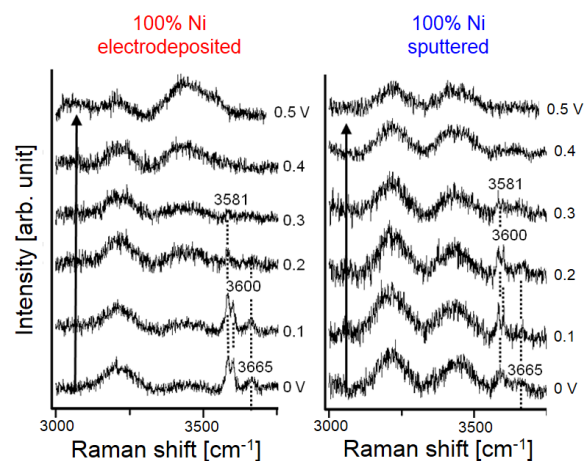 100% Ni
electrodeposited
100% Ni
sputtered
Intensity [arb. unit]
0.5 V
0.4
0.3
0.2
0.1
0 V
3581
3600
3665
3000
3500
Raman shift [cm-1]
0.5 V
0.4
0.3
0.2
0.1
0 V
3581
3600
3665
3000
3500
Raman shift [cm-1]